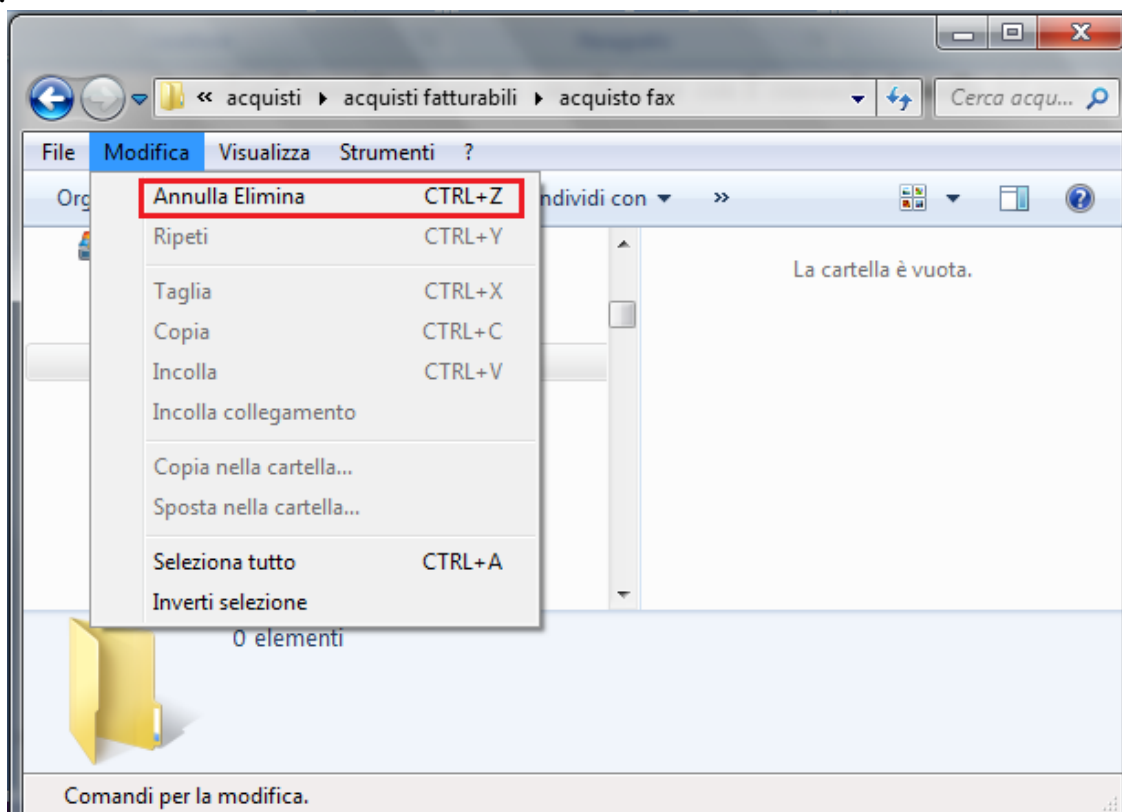 « acquisti ▸ acquisti fatturabili ▸ acquisto fax
Cerca acqu...
File Modifica Visualizza Strumenti ?
Org
ndividi con
»
Annulla Elimina CTRL+Z
Ripeti CTRL+Y
Taglia CTRL+X
Copia CTRL+C
Incolla CTRL+V
Incolla collegamento
Copia nella cartella...
Sposta nella cartella...
Seleziona tutto CTRL+A
Inverti selezione
La cartella è vuota.
0 elementi
Comandi per la modifica.